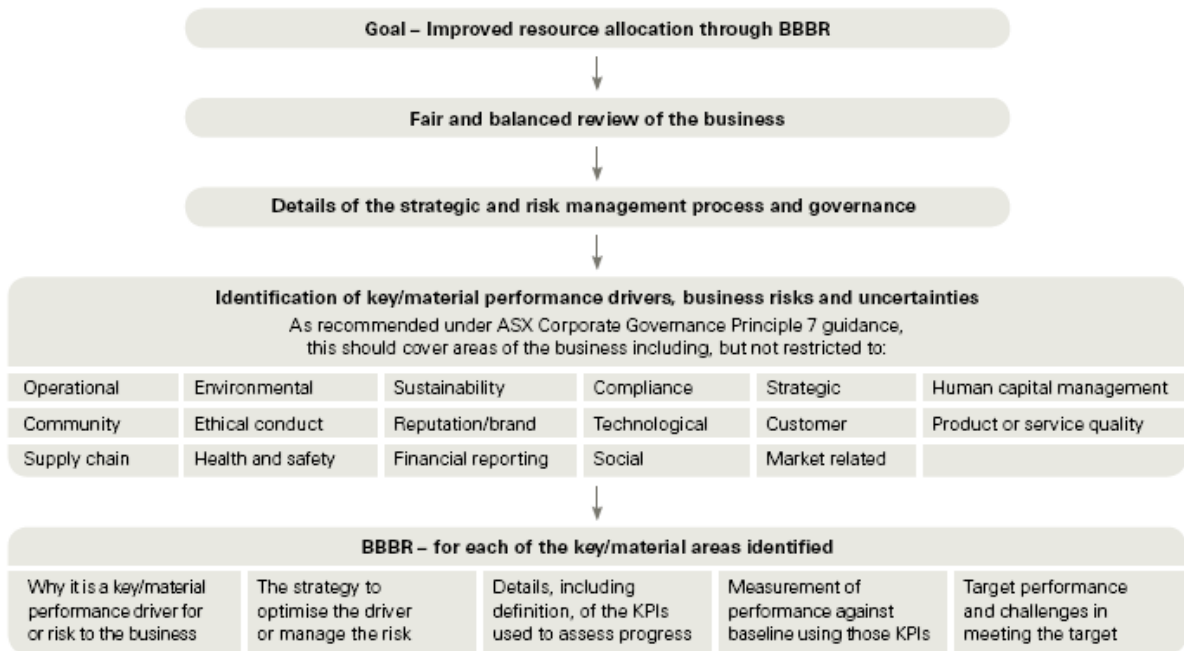 Goal – Improved resource allocation through BBBR
Fair and balanced review of the business
Details of the strategic and risk management process and governance
Identification of key/material performance drivers, business risks and uncertainties
As recommended under ASX Corporate Governance Principle 7 guidance,
this should cover areas of the business including, but not restricted to:
Operational Environmental Sustainability Compliance Strategic Human capital management
Community Ethical conduct Reputation/brand Technological Customer Product or service quality
Supply chain Health and safety Financial reporting Social Market related
BBBR – for each of the key/material areas identified
Why it is a key/material
performance driver for
or risk to the business
The strategy to
optimise the driver
or manage the risk
Details, including
definition, of the KPIs
used to assess progress
Measurement of
performance against
baseline using those KPIs
Target performance
and challenges in
meeting the target